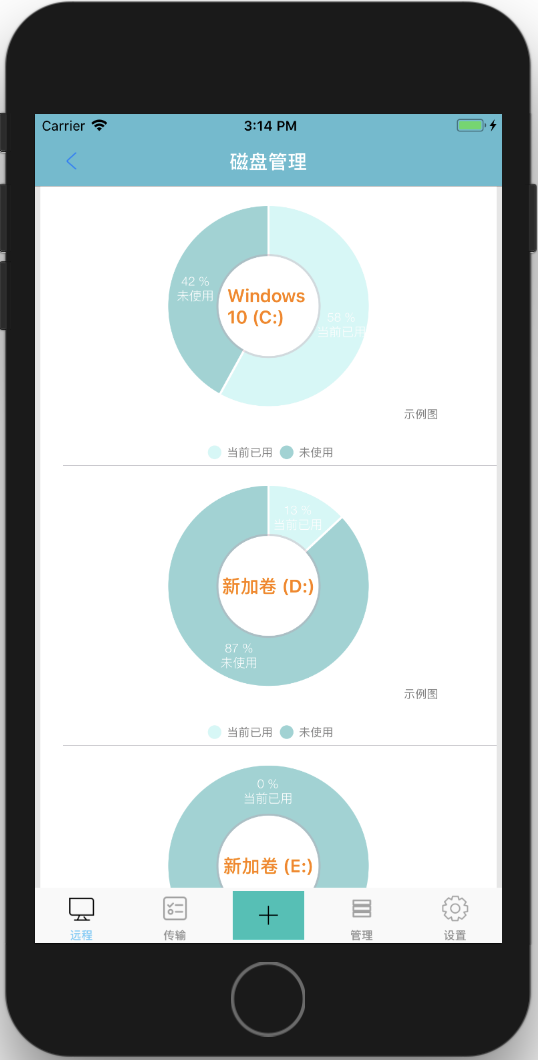 Carrier 3:14 PM
磁盘管理
42 %
未使用
Windows
10 (C:)
58 %
当前已用
示例图
当前已用 未使用
13 %
当前已用
新加卷 (D:)
87 %
未使用
示例图
当前已用 未使用
0 %
当前已用
新加卷 (E:)
远程 传输 管理 设置